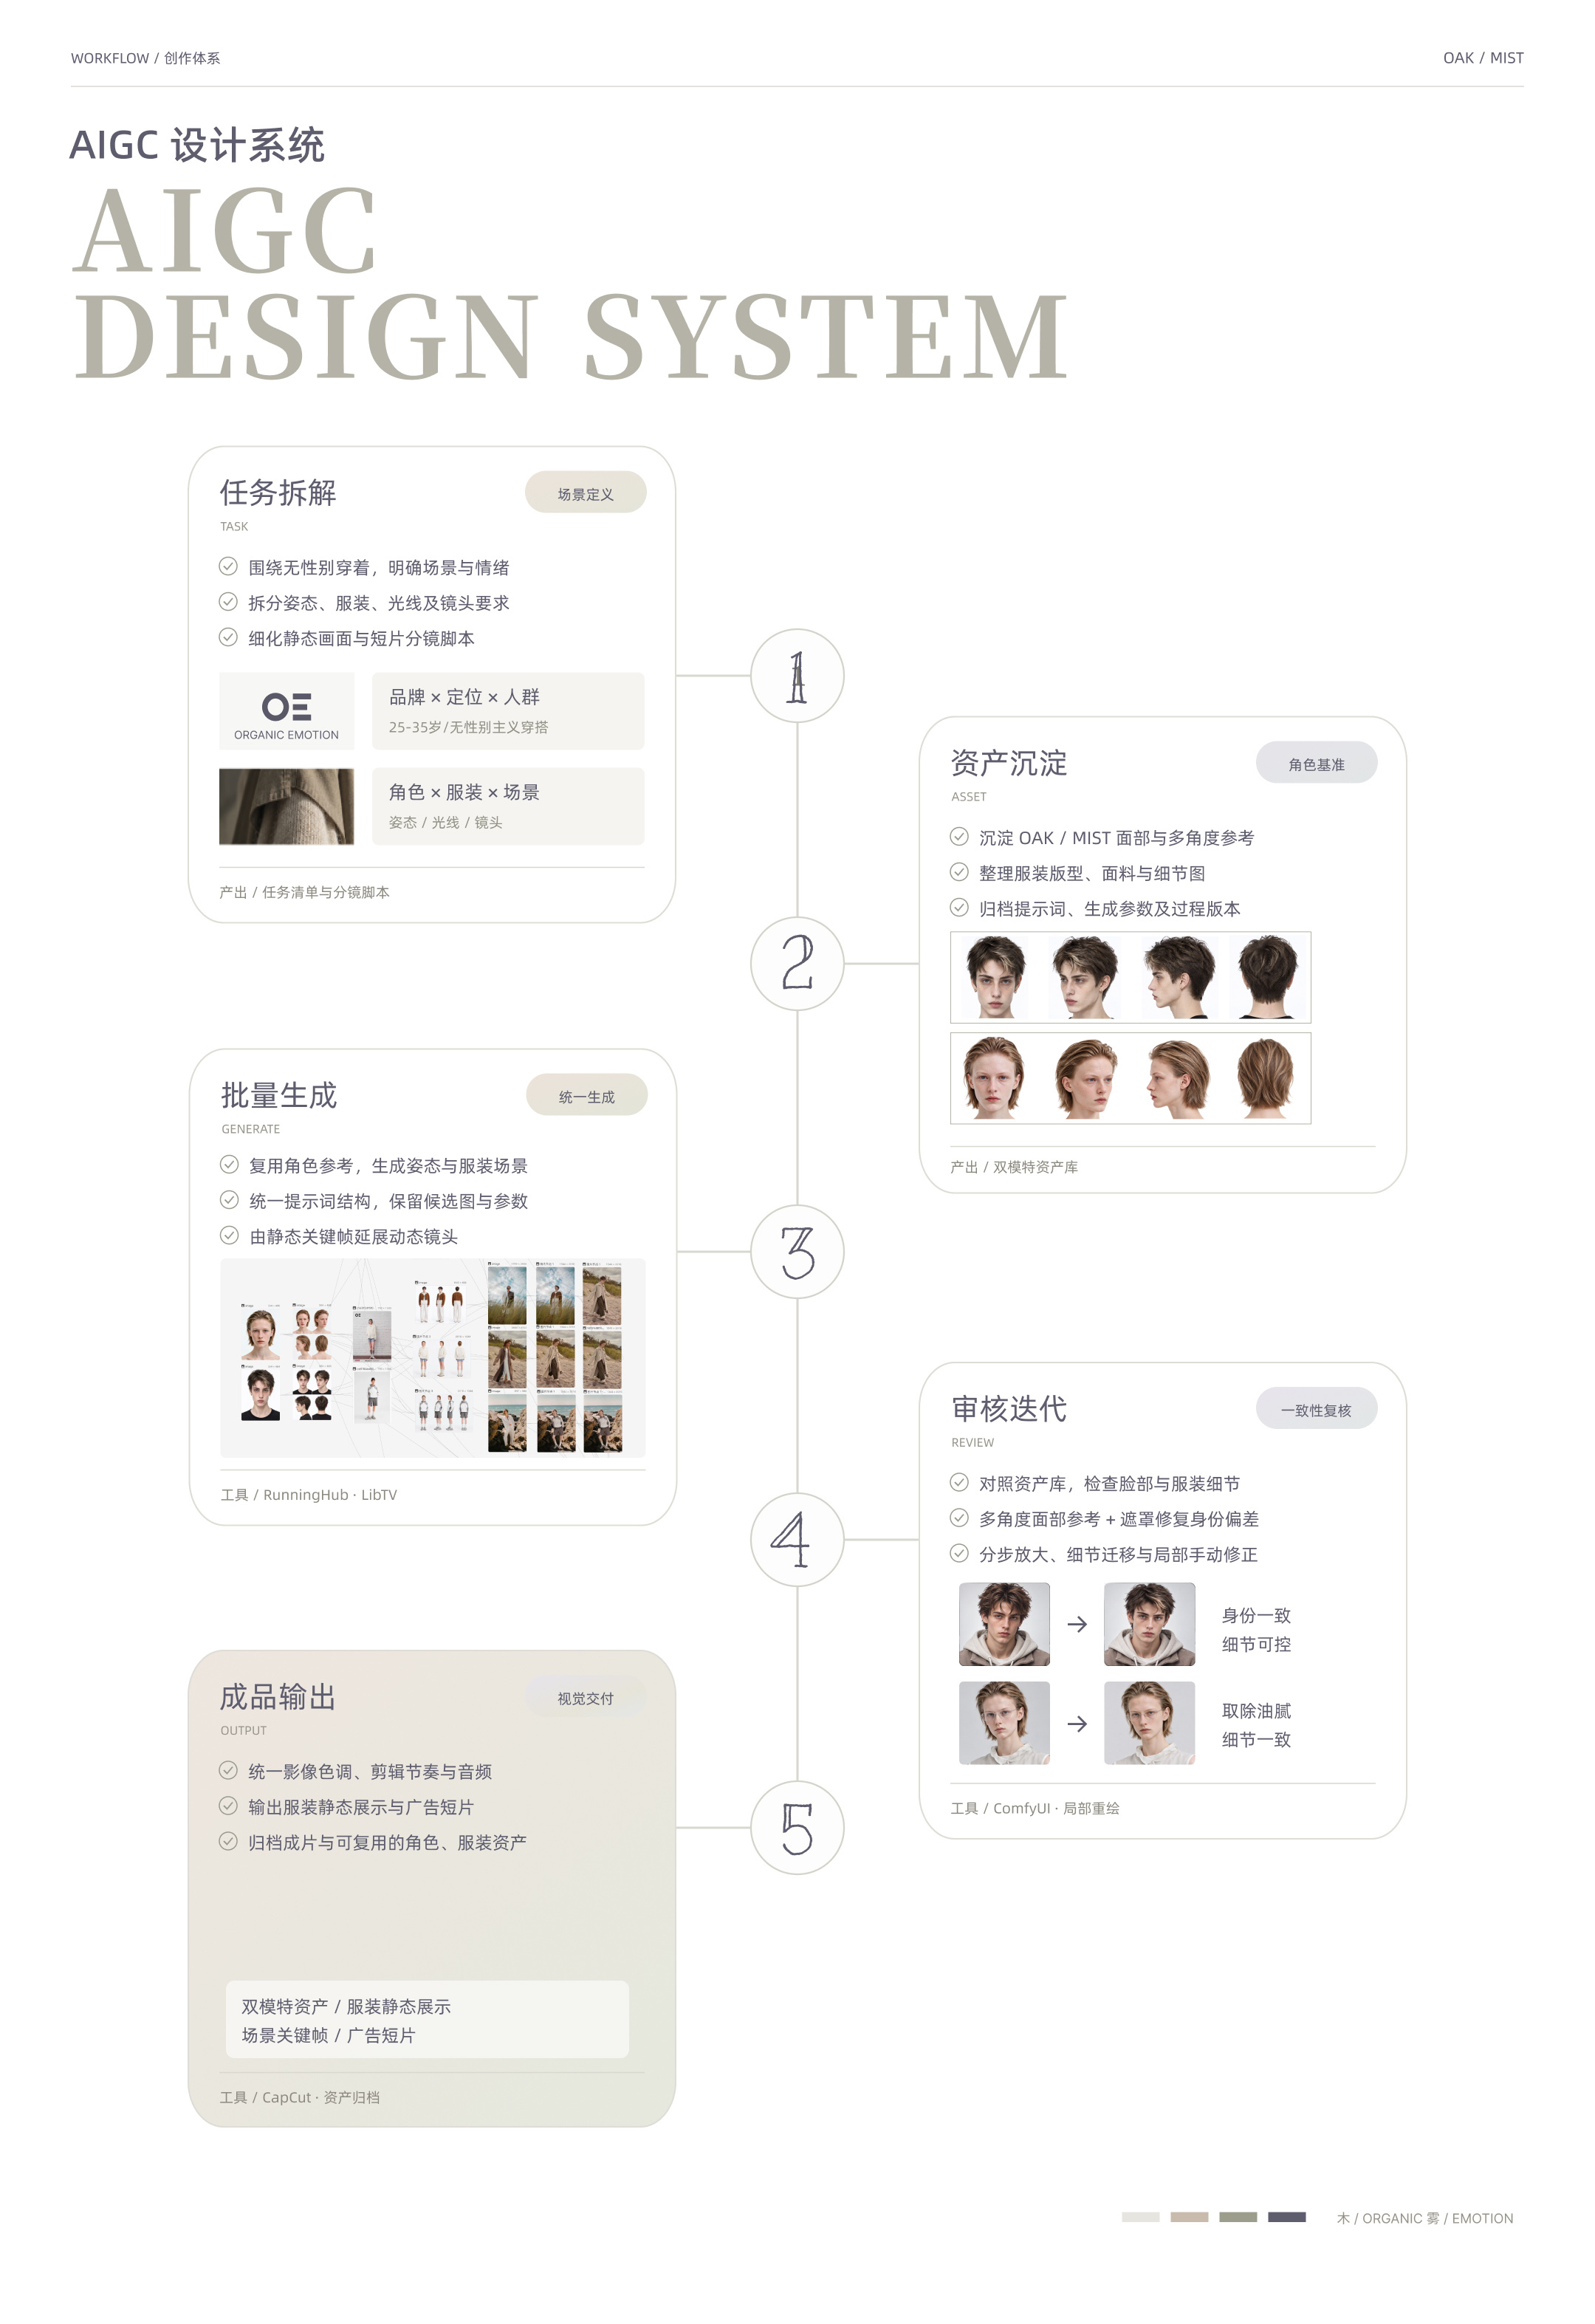 WORKFLOW / 创作体系
OAK / MIST
AIGC 设计系统
AIGC
DESIGN SYSTEM
任务拆解
场景定义
TASK
围绕无性别穿着，明确场景与情绪
拆分姿态、服装、光线及镜头要求
细化静态画面与短片分镜脚本
OE
ORGANIC EMOTION
品牌 × 定位 × 人群
25-35岁/无性别主义穿搭
角色 × 服装 × 场景
姿态 / 光线 / 镜头
产出 / 任务清单与分镜脚本
1
资产沉淀
角色基准
ASSET
沉淀 OAK / MIST 面部与多角度参考
整理服装版型、面料与细节图
归档提示词、生成参数及过程版本
产出 / 双模特资产库
2
批量生成
统一生成
GENERATE
复用角色参考，生成姿态与服装场景
统一提示词结构，保留候选图与参数
由静态关键帧延展动态镜头
工具 / RunningHub · LibTV
3
审核迭代
一致性复核
REVIEW
对照资产库，检查脸部与服装细节
多角度面部参考 + 遮罩修复身份偏差
分步放大、细节迁移与局部手动修正
身份一致
细节可控
取除油腻
细节一致
工具 / ComfyUI · 局部重绘
4
成品输出
视觉交付
OUTPUT
统一影像色调、剪辑节奏与音频
输出服装静态展示与广告短片
归档成片与可复用的角色、服装资产
双模特资产 / 服装静态展示
场景关键帧 / 广告短片
工具 / CapCut · 资产归档
5
木 / ORGANIC 雾 / EMOTION